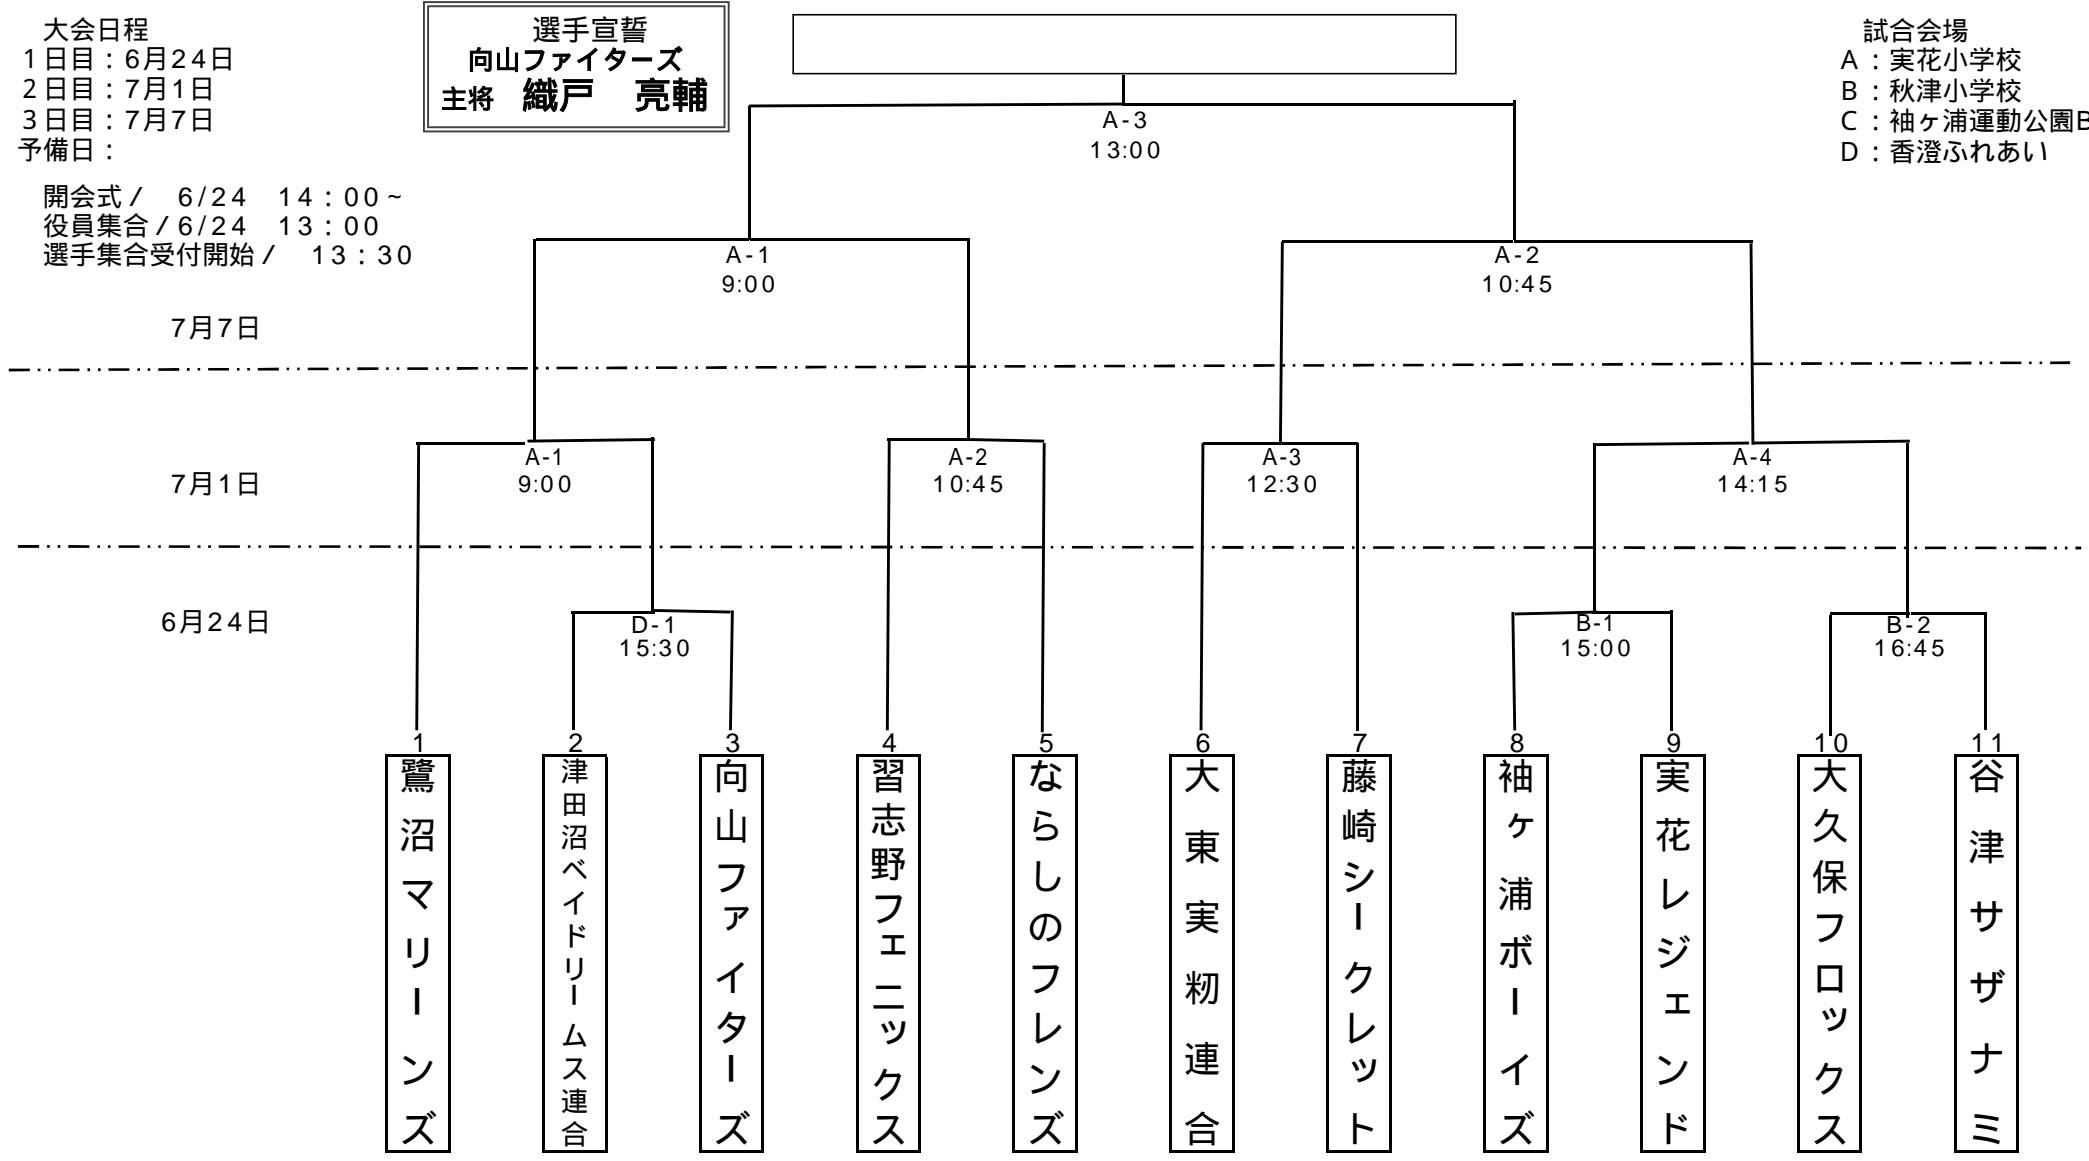 大会日程
1日目：6月24日
2日目：7月1日
3日目：7月7日
予備日：
開会式/　6/24　14：00~
役員集合/6/24　13：00
選手集合受付開始/　13：30
選手宣誓
向山ファイターズ
主将　織戸　亮輔
試合会場
A：実花小学校
B：秋津小学校
C：袖ヶ浦運動公園B
D：香澄ふれあい
A-3
13:00
A-1
9:00
A-2
10:45
7月7日
A-1
9:00
A-2
10:45
A-3
12:30
A-4
14:15
7月1日
6月24日
D-1
15:30
B-1
15:00
B-2
16:45
1
鷺沼マリーンズ
2
津田沼ベイドリームス連合
3
向山ファイターズ
4
習志野フェニックス
5
ならしのフレンズ
6
大東実籾連合
7
藤崎シークレット
8
袖ヶ浦ボーイズ
9
実花レジェンド
10
大久保フロックス
11
谷津サザナミ